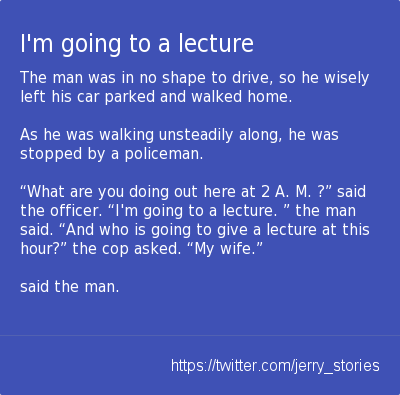 I'm going to a lecture
The man was in no shape to drive, so he wisely
left his car parked and walked home.
As he was walking unsteadily along, he was
stopped by a policeman.
“What are you doing out here at 2 A. M. ?” said
the officer. “I'm going to a lecture. ” the man
said. “And who is going to give a lecture at this
hour?” the cop asked. “My wife.”
said the man.
https://twitter.com/jerry_stories